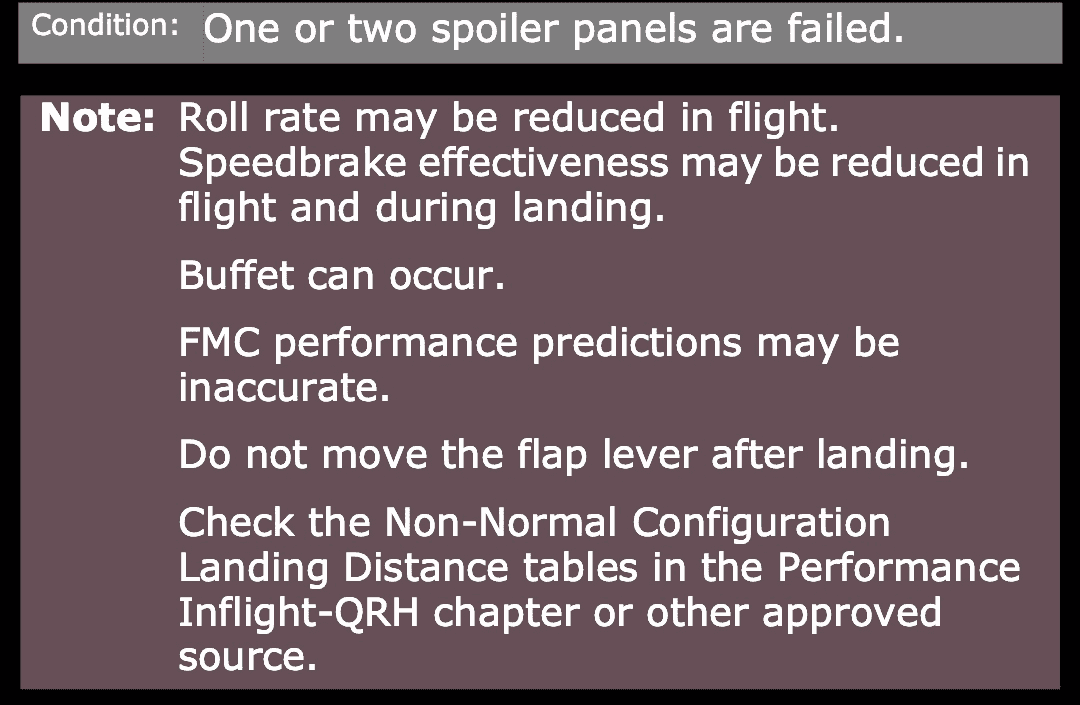 Condition: One or two spoiler panels are failed.
Note: Roll rate may be reduced in flight.
Speedbrake effectiveness may be reduced in
flight and during landing.
Buffet can occur.
FMC performance predictions may be
inaccurate.
Do not move the flap lever after landing.
Check the Non-Normal Configuration
Landing Distance tables in the Performance
Inflight-QRH chapter or other approved
source.